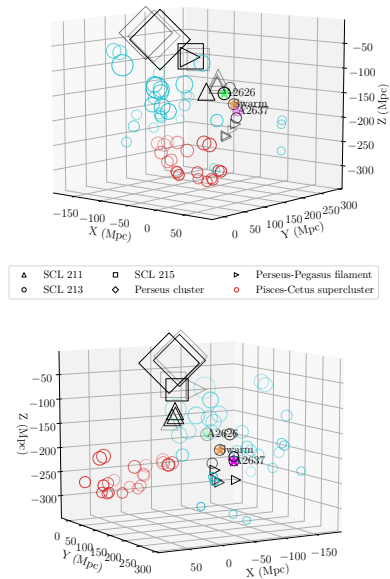 −50
−100
−150
−200
−250
−300
Z (Mpc)
A2626
Swarm
A2637
−150
−100
−50
0
50
X (Mpc)
0
50
100
150
200
250
300
Y (Mpc)
SCL 211
SCL 215
Perseus-Pegasus filament
SCL 213
Perseus cluster
Pisces-Cetus supercluster
−50
−100
−150
−200
−250
−300
Z (Mpc)
A2626
Swarm
A2637
0
50
100
150
200
250
300
Y (Mpc)
50
0
−50
−100
−150
X (Mpc)